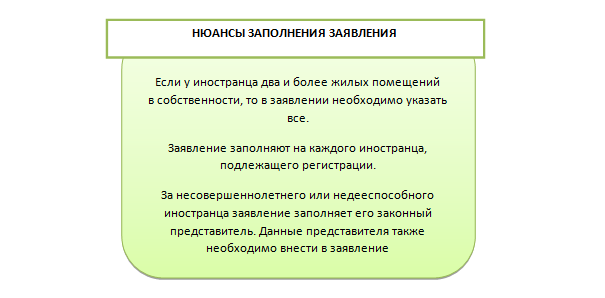 НЮАНСЫ ЗАПОЛНЕНИЯ ЗАЯВЛЕНИЯ
Если у иностранца два и более жилых помещений
в собственности, то в заявлении необходимо указать
все.
Заявление заполняют на каждого иностранца,
подлежащего регистрации.
За несовершеннолетнего или недееспособного
иностранца заявление заполняет его законный
представитель. Данные представителя также
необходимо внести в заявление